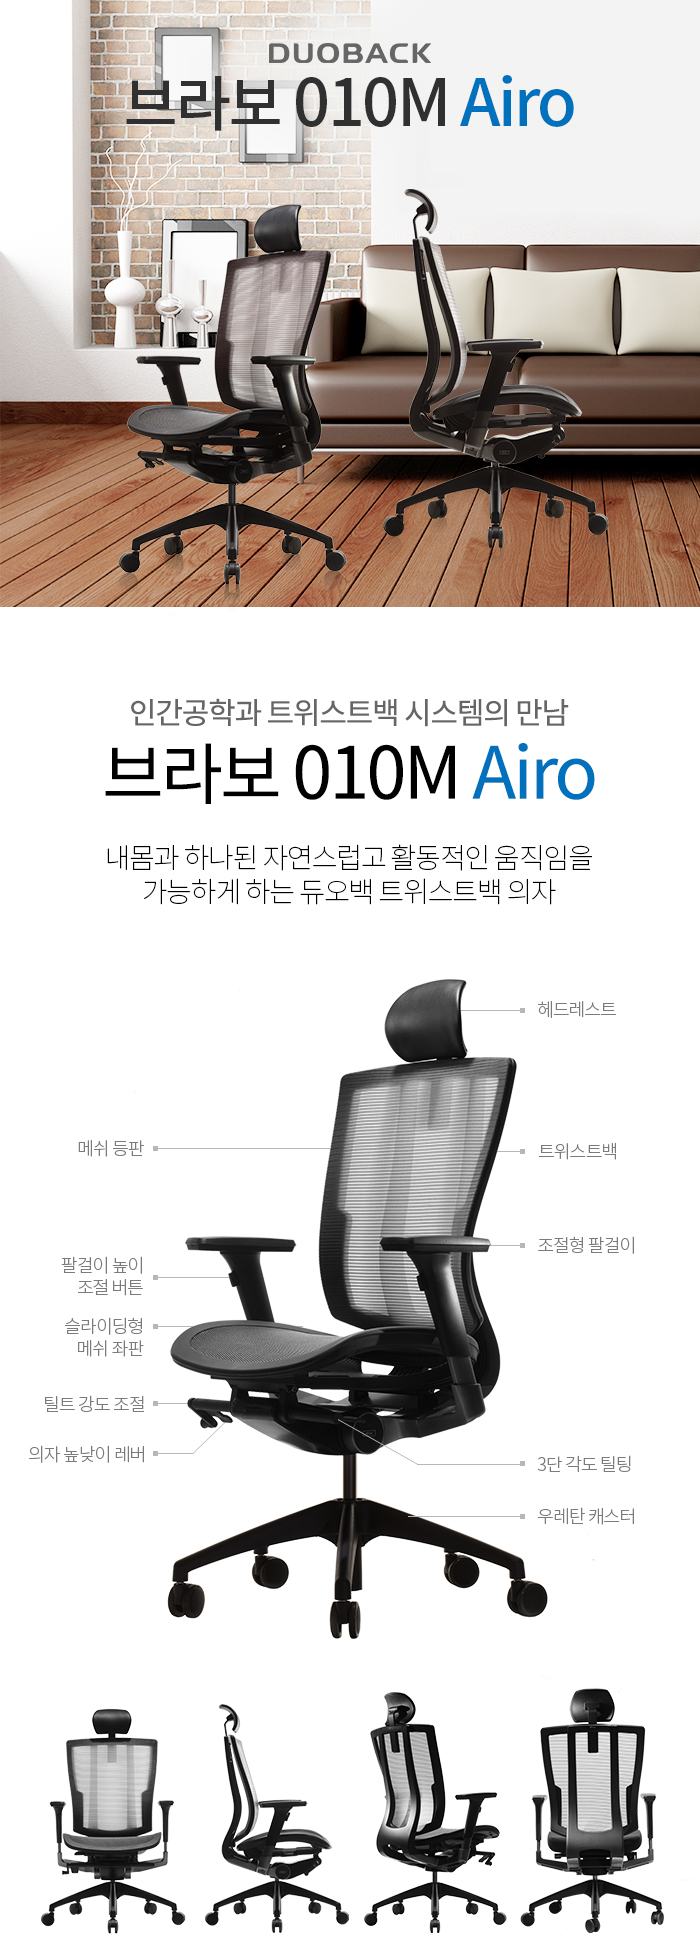 DUOBACK
브라보 010M Airo
인간공학과 트위스트백 시스템의 만남
브라보 010M Airo
내몸과 하나된 자연스럽고 활동적인 움직임을
가능하게 하는 듀오백 트위스트백 의자
헤드레스트
메쉬 등판
트위스트백
조절형 팔걸이
팔걸이 높이
조절 버튼
슬라이딩형
메쉬 좌판
틸트 강도 조절
의자 높낮이 레버
3단 각도 틸팅
우레탄 캐스터